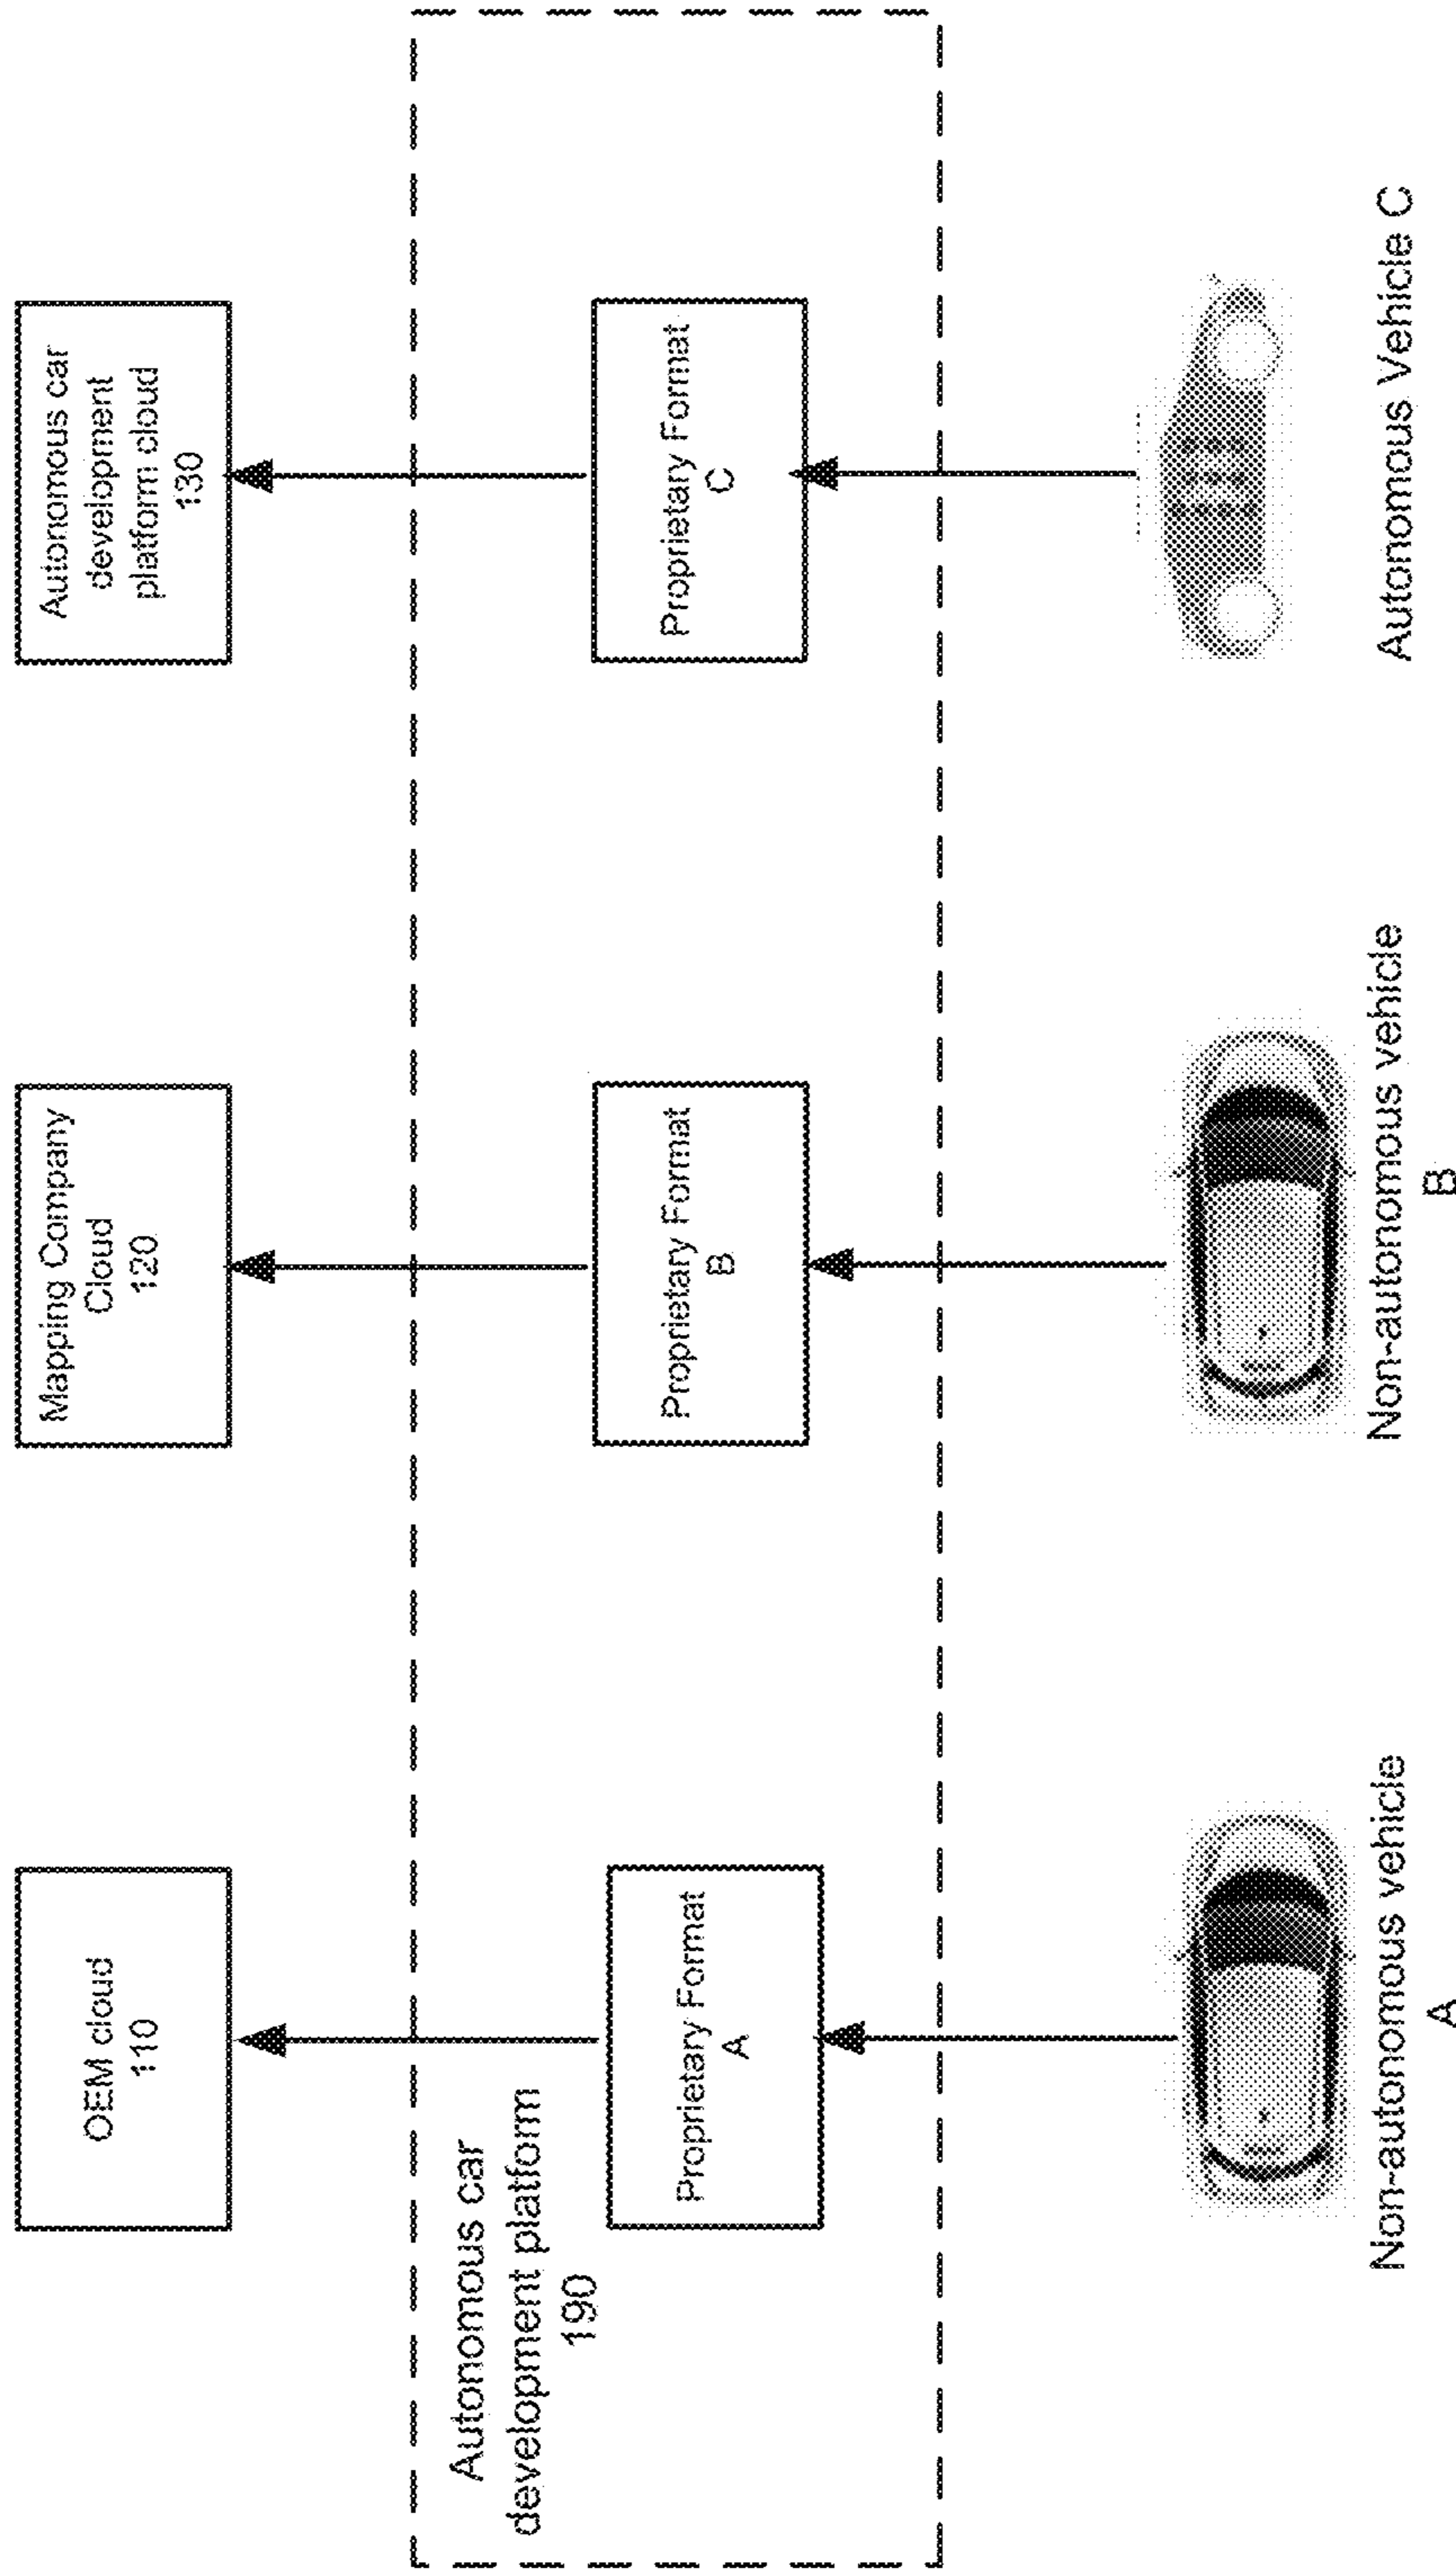 OEM cloud
110
Mapping Company
Cloud
120
Autonomous car
development
platform cloud
130
Autonomous car
development platform
190
Proprietary Format
A
Proprietary Format
B
Proprietary Format
C
Non-autonomous vehicle
A
Non-autonomous vehicle
B
Autonomous Vehicle C